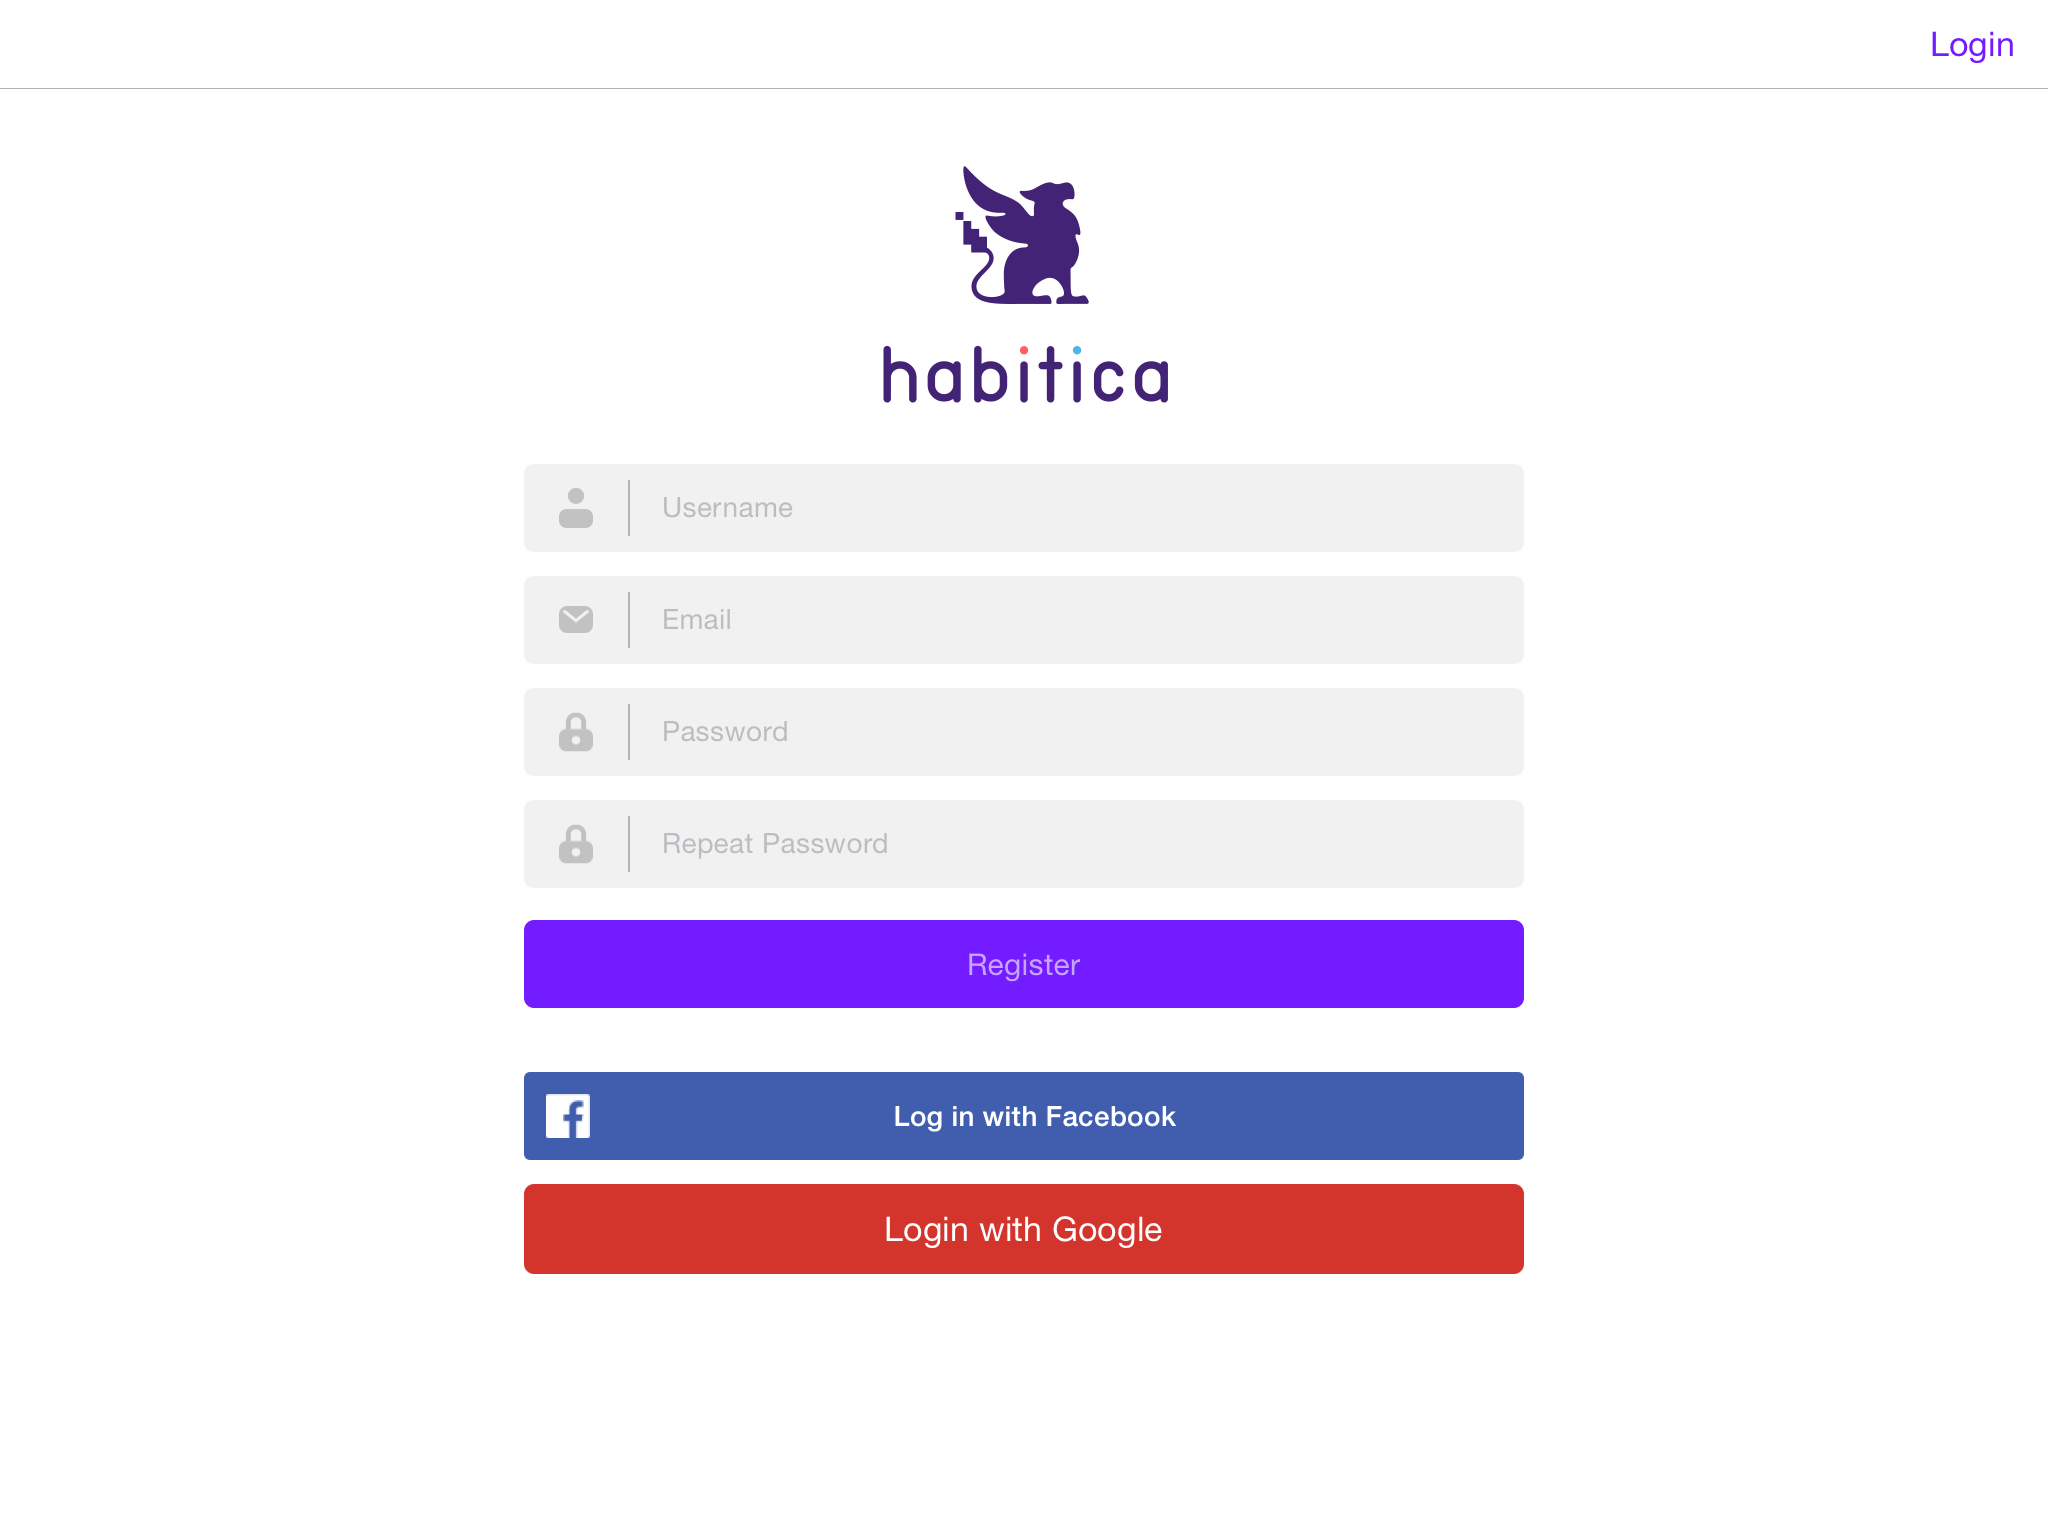 Login
habitica
Username
Email
Password
Repeat Password
Register
Log in with Facebook
Login with Google